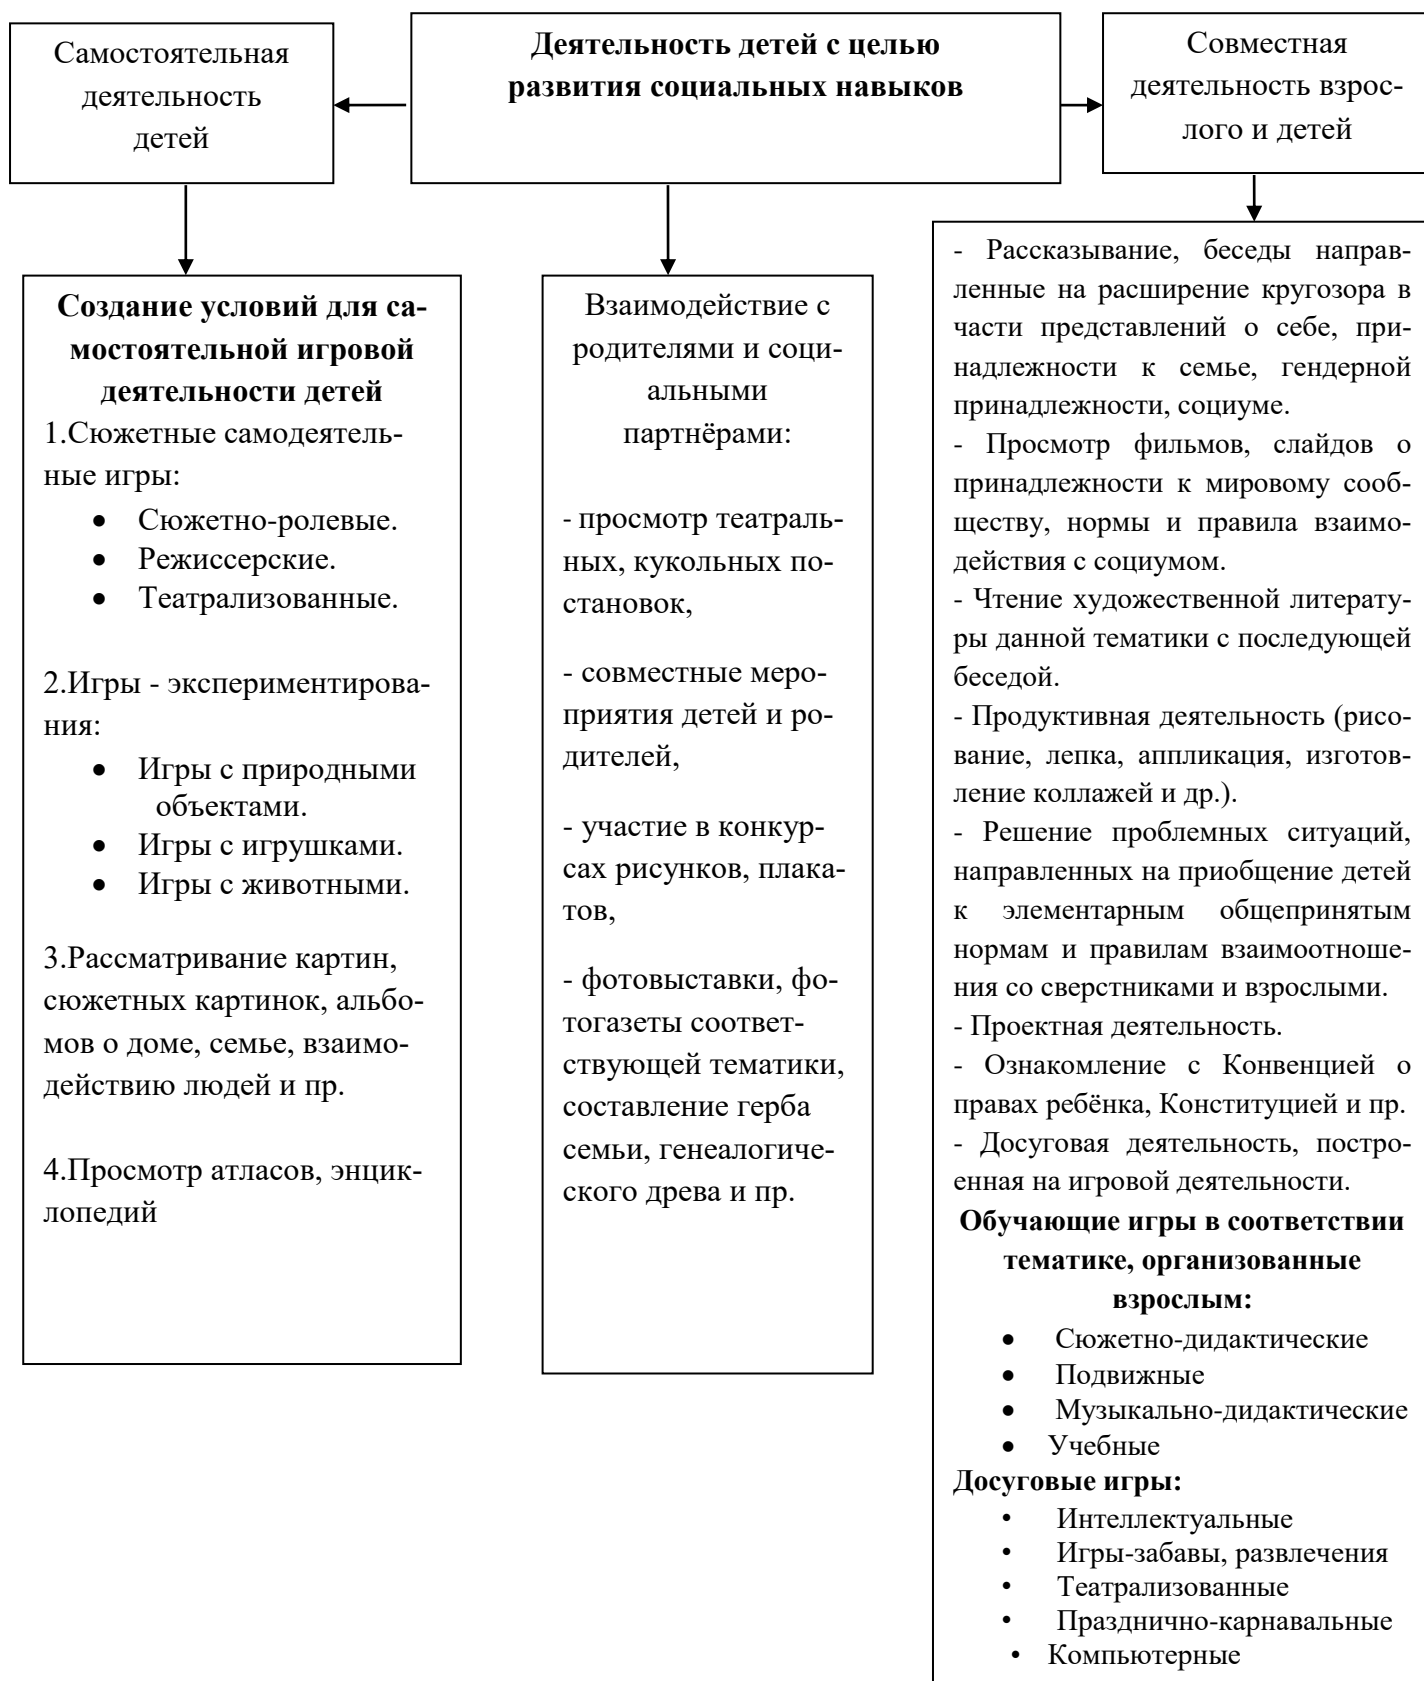 Самостоятельная
деятельность
детей
Деятельность детей с целью
развития социальных навыков
Совместная
деятельность взрос-
лого и детей
Создание условий для са-
мостоятельной игровой
деятельности детей
1.Сюжетные самодеятель-
ные игры:
• Сюжетно-ролевые.
• Режиссерские.
• Театрализованные.
2.Игры - экспериментирова-
ния:
• Игры с природными
объектами.
• Игры с игрушками.
• Игры с животными.
3.Рассматривание картин,
сюжетных картинок, альбо-
мов о доме, семье, взаимо-
действию людей и пр.
4.Просмотр атласов, энцик-
лопедий
Взаимодействие с
родителями и соци-
альными
партнёрами:
- просмотр театраль-
ных, кукольных по-
становок,
- совместные меро-
приятия детей и ро-
дителей,
- участие в конкур-
сах рисунков, плака-
тов,
- фотовыставки, фо-
тогазеты соответ-
ствующей тематики,
составление герба
семьи, генеалогиче-
ского древа и пр.
- Рассказывание, беседы направ-
ленные на расширение кругозора в
части представлений о себе, при-
надлежности к семье, гендерной
принадлежности, социуме.
- Просмотр фильмов, слайдов о
принадлежности к мировому сооб-
ществу, нормы и правила взаимо-
действия с социумом.
- Чтение художественной литерату-
ры данной тематики с последующей
беседой.
- Продуктивная деятельность (рисо-
вание, лепка, аппликация, изготов-
ление коллажей и др.).
- Решение проблемных ситуаций,
направленных на приобщение детей
к элементарным общепринятым
нормам и правилам взаимоотноше-
ния со сверстниками и взрослыми.
- Проектная деятельность.
- Ознакомление с Конвенцией о
правах ребёнка, Конституцией и пр.
- Досуговая деятельность, постро-
енная на игровой деятельности.
Обучающие игры в соответствии
тематике, организованные
взрослым:
• Сюжетно-дидактические
• Подвижные
• Музыкально-дидактические
• Учебные
Досуговые игры:
• Интеллектуальные
• Игры-забавы, развлечения
• Театрализованные
• Празднично-карнавальные
• Компьютерные